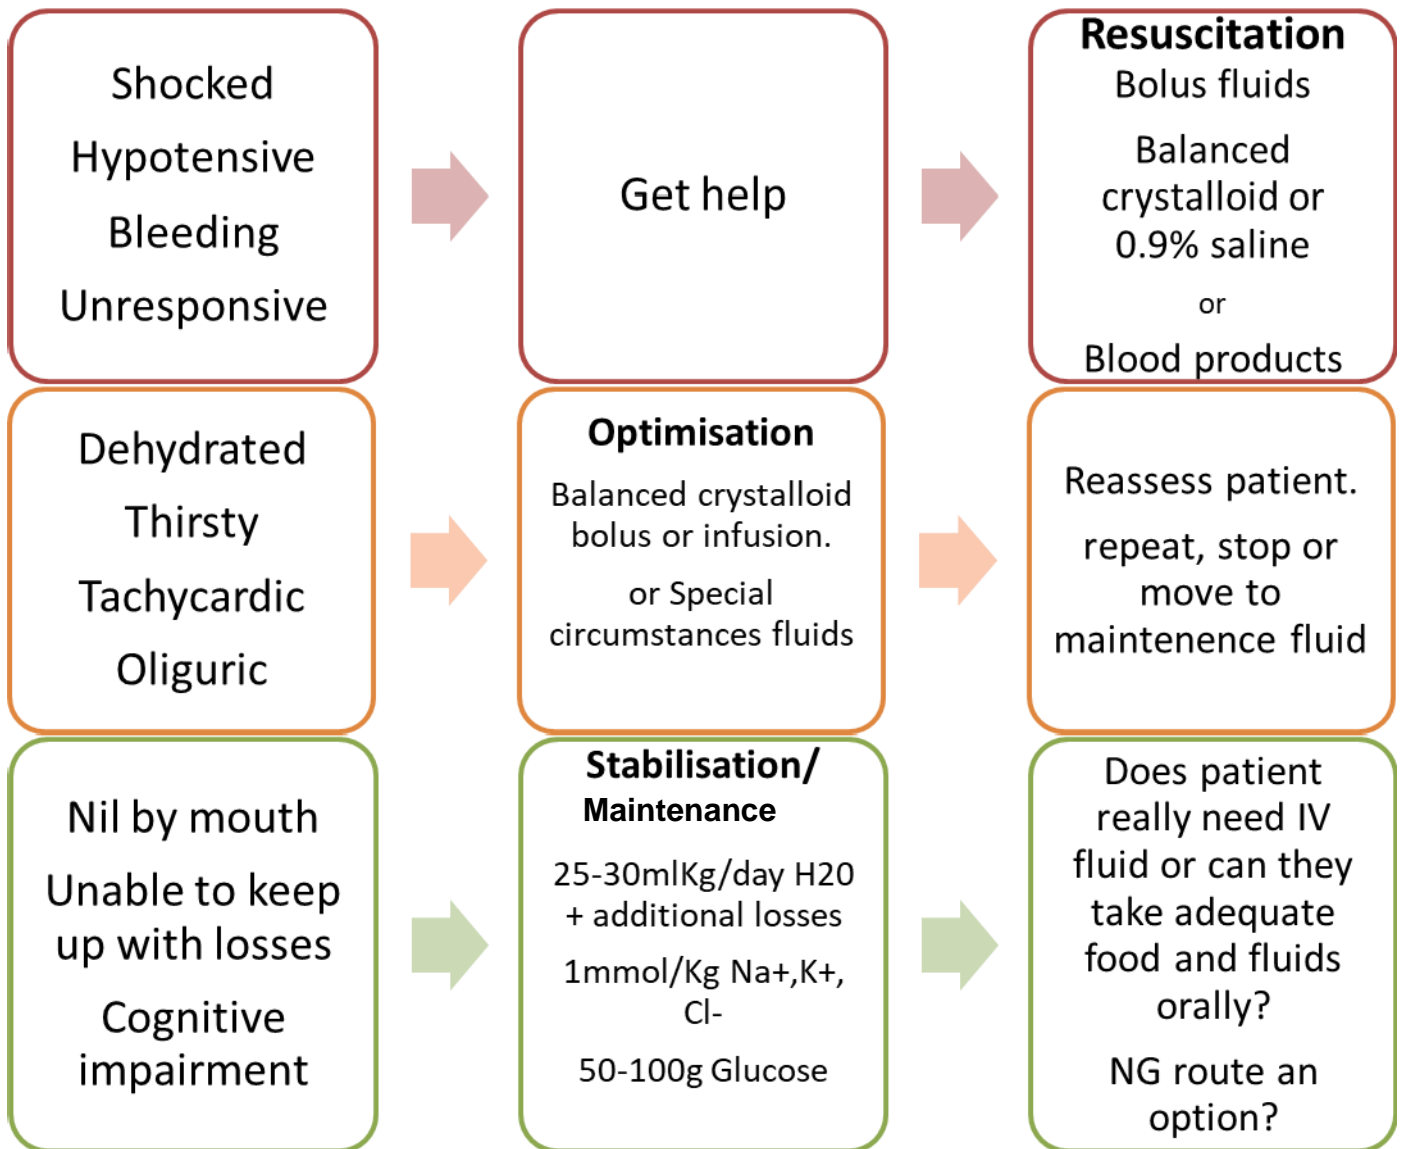 Shocked
Hypotensive
Bleeding
Unresponsive
Get help
Resuscitation
Bolus fluids
Balanced
crystalloid or
0.9% saline
or
Blood products
Dehydrated
Thirsty
Tachycardic
Oliguric
Optimisation
Balanced crystalloid
bolus or infusion.
or Special
circumstances fluids
Reassess patient.
repeat, stop or
move to
maintenence fluid
Nil by mouth
Unable to keep
up with losses
Cognitive
impairment
Stabilisation/
Maintenance
25-30mlKg/day H20
+ additional losses
1mmol/Kg Na+,K+,
Cl-
50-100g Glucose
Does patient
really need IV
fluid or can they
take adequate
food and fluids
orally?
NG route an
option?